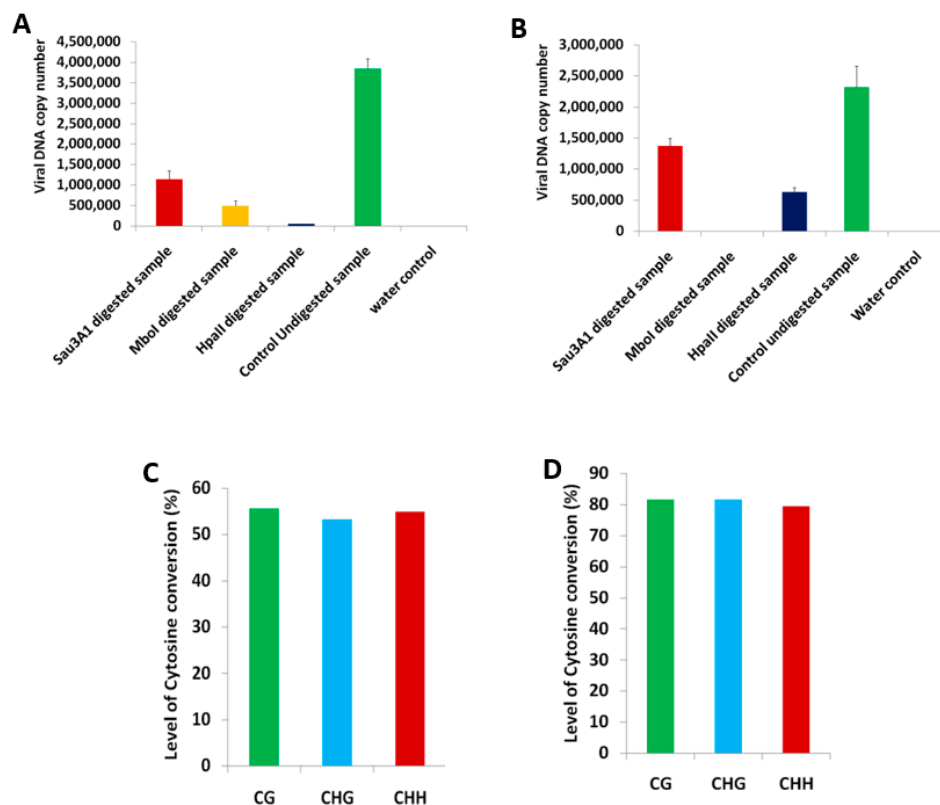 A
Viral DNA copy number
4,500,000
4,000,000
3,500,000
3,000,000
2,500,000
2,000,000
1,500,000
1,000,000
500,000
0
Sau3A1 digested sample
MboI digested sample
HpaII digested sample
Control Undigested sample
water control
B
Viral DNA copy number
3,000,000
2,500,000
2,000,000
1,500,000
1,000,000
500,000
0
Sau3A1 digested sample
MboI digested sample
HpaII digested sample
Control undigested sample
Water control
C
Level of Cytosine conversion (%)
60
50
40
30
20
10
0
CG
CHG
CHH
D
Level of Cytosine conversion (%)
90
80
70
60
50
40
30
20
10
0
CG
CHG
CHH